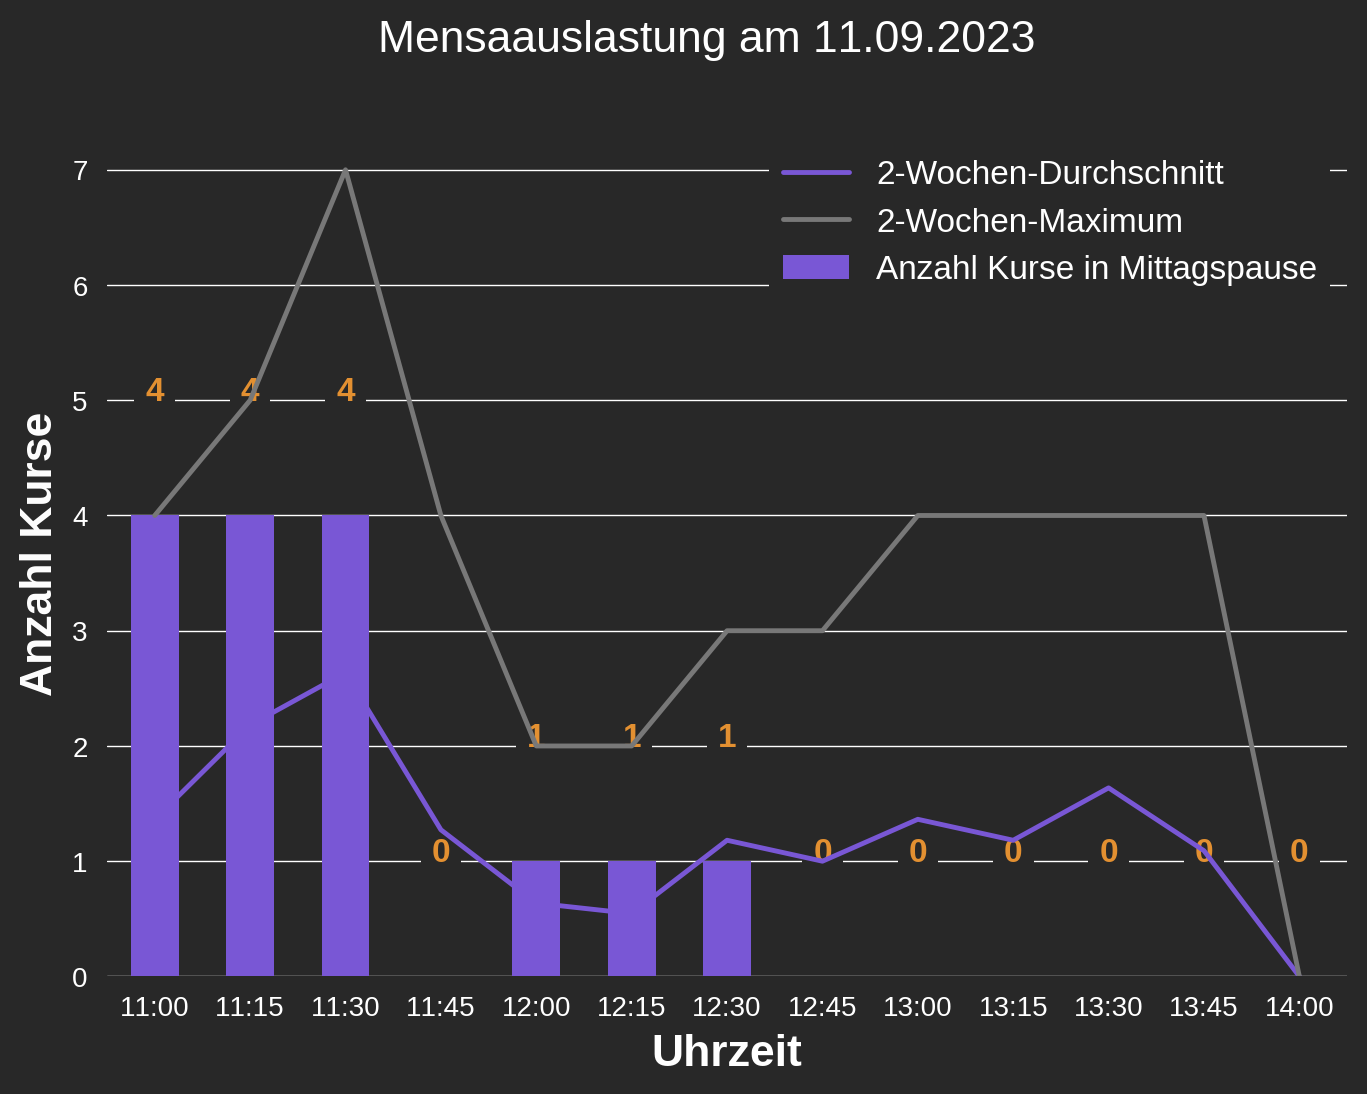 Mensaauslastung am 11.09.2023
2-Wochen-Durchschnitt
2-Wochen-Maximum
Anzahl Kurse in Mittagspause
Anzahl Kurse
7
6
5
4
3
2
1
0
4 4 4 0 1 1 1 0 0 0 0 0 0
11:00 11:15 11:30 11:45 12:00 12:15 12:30 12:45 13:00 13:15 13:30 13:45 14:00
Uhrzeit